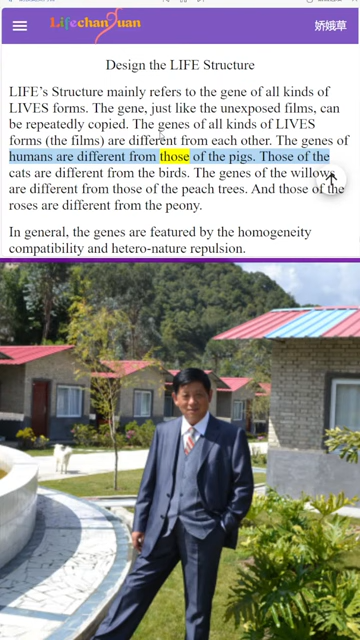 Lifechanyuan
娇娥草
Design the LIFE Structure
LIFE's Structure mainly refers to the gene of all kinds of
LIVES forms. The gene, just like the unexposed films, can
be repeatedly copied. The genes of all kinds of LIVES
forms (the films) are different from each other. The genes of
humans are different from those of the pigs. Those of the
cats are different from the birds. The genes of the willows
are different from those of the peach trees. And those of the
roses are different from the peony.
In general, the genes are featured by the homogeneity
compatibility and hetero-nature repulsion.